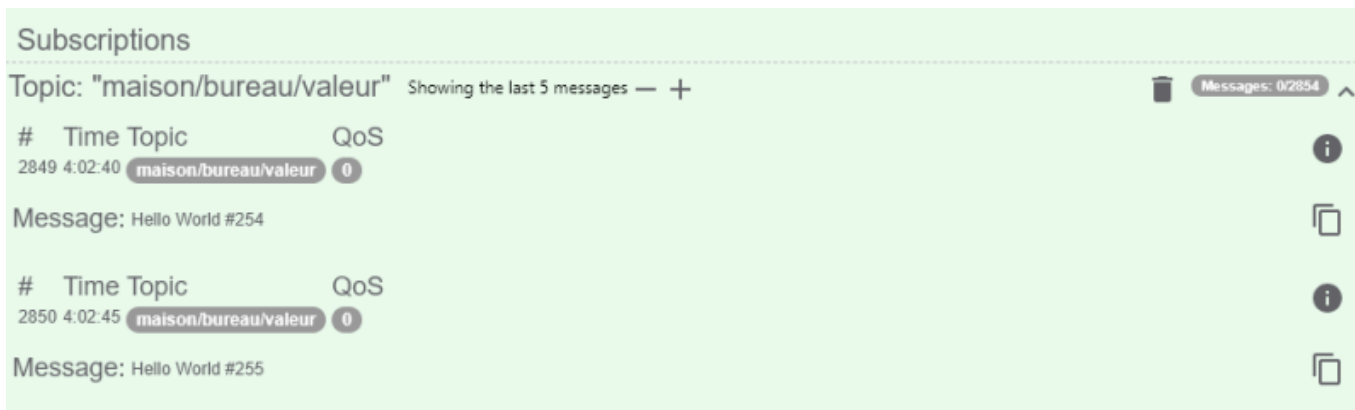 Subscriptions
Topic: "maison/bureau/valeur" Showing the last 5 messages — + Messages: 0/2854
# Time Topic QoS
2849 4:02:40 maison/bureau/valeur 0
Message: Hello World #254
# Time Topic QoS
2850 4:02:45 maison/bureau/valeur 0
Message: Hello World #255